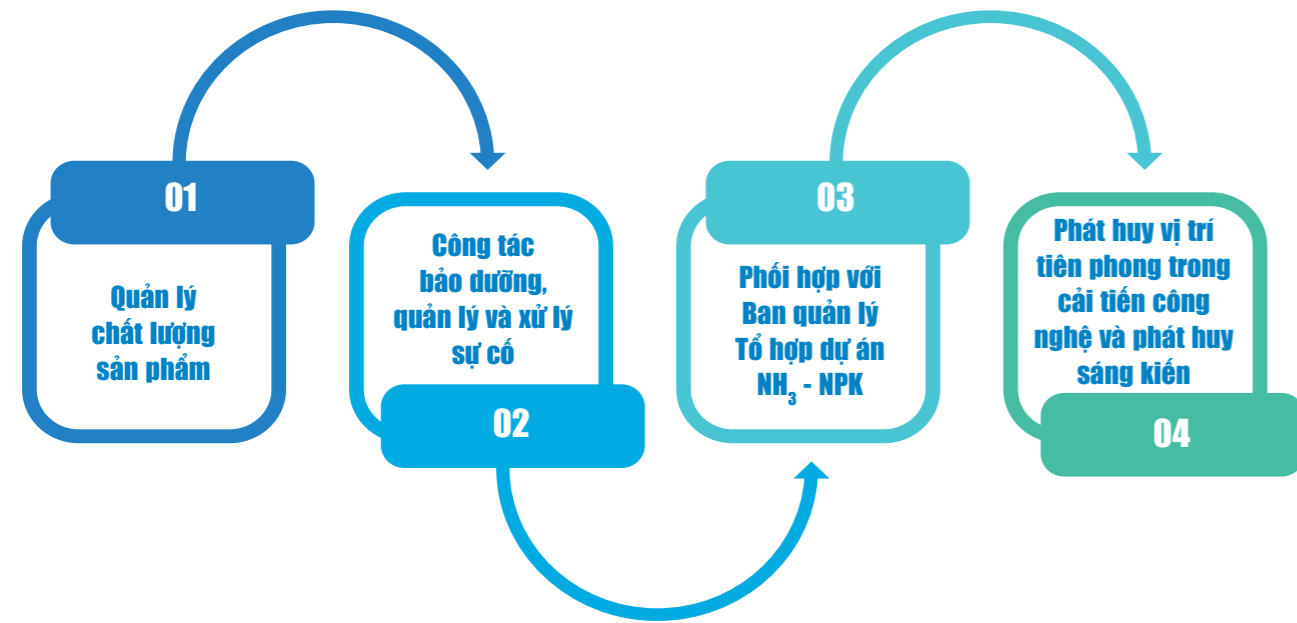 01
Quản lý
chất lượng
sản phẩm
Công tác
bảo dưỡng,
quản lý và xử lý
sự cố
02
03
Phối hợp với
Ban quản lý
Tổ hợp dự án
NH₃ - NPK
Phát huy vị trí
tiên phong trong
cải tiến công
nghệ và phát huy
sáng kiến
04